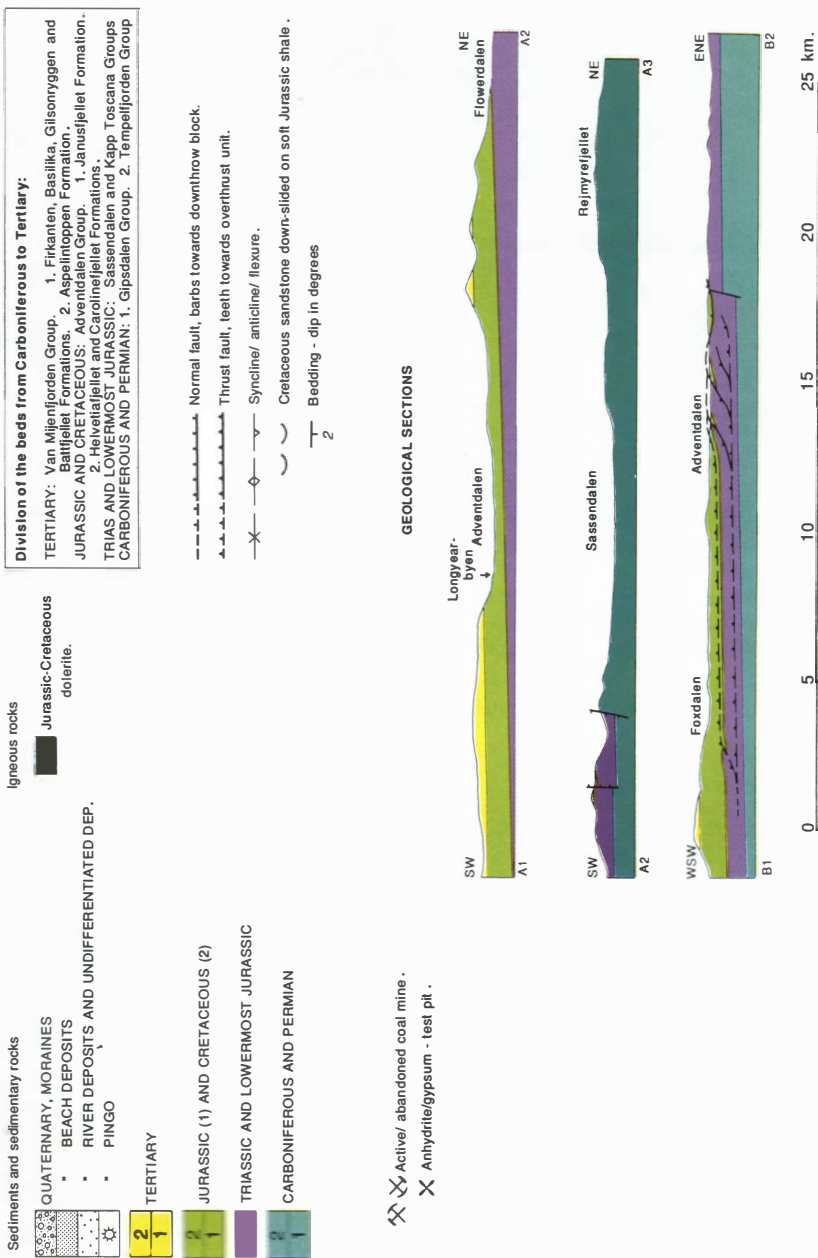 Sediments and sedimentary rocks
QUATERNARY, MORAINES
" BEACH DEPOSITS
" RIVER DEPOSITS AND UNDIFFERENTIATED DEP.
" PINGO
2
1
TERTIARY
2
1
JURASSIC (1) AND CRETACEOUS (2)
TRIASSIC AND LOWERMOST JURASSIC
2
1
CARBONIFEROUS AND PERMIAN
Active/ abandoned coal mine.
Anhydrite/gypsum - test pit.
Igneous rocks
Jurassic-Cretaceous
dolerite.
Division of the beds from Carboniferous to Tertiary:
TERTIARY: Van Mijenfjorden Group. 1. Firkanten, Basilika, Gilsonryggen and
Battfjellet Formations. 2. Aspelintoppen Formation.
JURASSIC AND CRETACEOUS: Adventdalen Group. 1. Janusfjellet Formation.
2. Helvetiafjellet and Carolinefjellet Formations.
TRIAS AND LOWERMOST JURASSIC: Sassendalen and Kapp Toscana Groups
CARBONIFEROUS AND PERMIAN: 1. Gipsdalen Group. 2. Tempelfjorden Group
Normal fault, barbs towards downthrow block.
Thrust fault, teeth towards overthrust unit.
Syncline/ anticline/ flexure.
Cretaceous sandstone down-slided on soft Jurassic shale.
2
Bedding - dip in degrees
GEOLOGICAL SECTIONS
SW
Longyear-
byen
Adventdalen
Flowerdalen
NE
A1
A2
SW
Sassendalen
Rejmyrefjellet
NE
A2
A3
WSW
Foxdalen
Adventdalen
ENE
B1
B2
0 5 10 15 20 25 km.